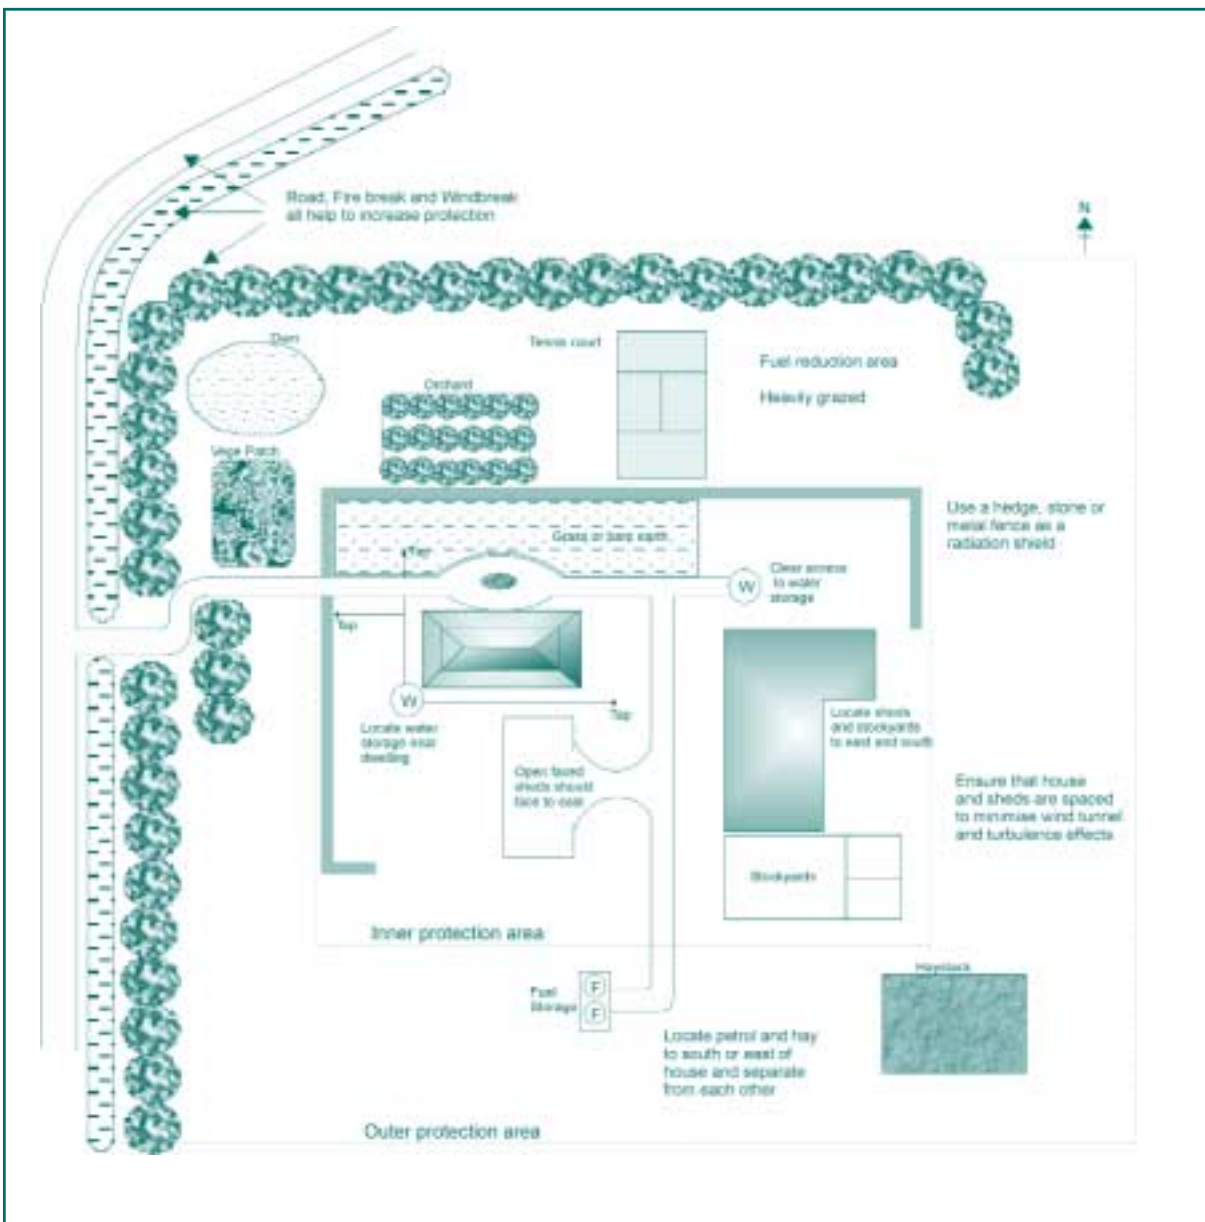 Road, Fire break and Windbreak
all help to increase protection
N
Dam
Tennis court
Fuel reduction area
Heavily grazed
Orchard
Vege Patch
Use a hedge, stone or
metal fence as a
radiation shield
Grass or bare earth
Tap
W
Clear access
to water
storage
Tap
W
Tap
Locate water
storage near
dwelling
Locate sheds
and stockyards
to east and south
Open faced
sheds should
face to east
Ensure that house
and sheds are spaced
to minimise wind tunnel
and turbulence effects
Stockyards
Inner protection area
Haystack
Fuel
Storage
F
F
Locate petrol and hay
to south or east of
house and separate
from each other
Outer protection area